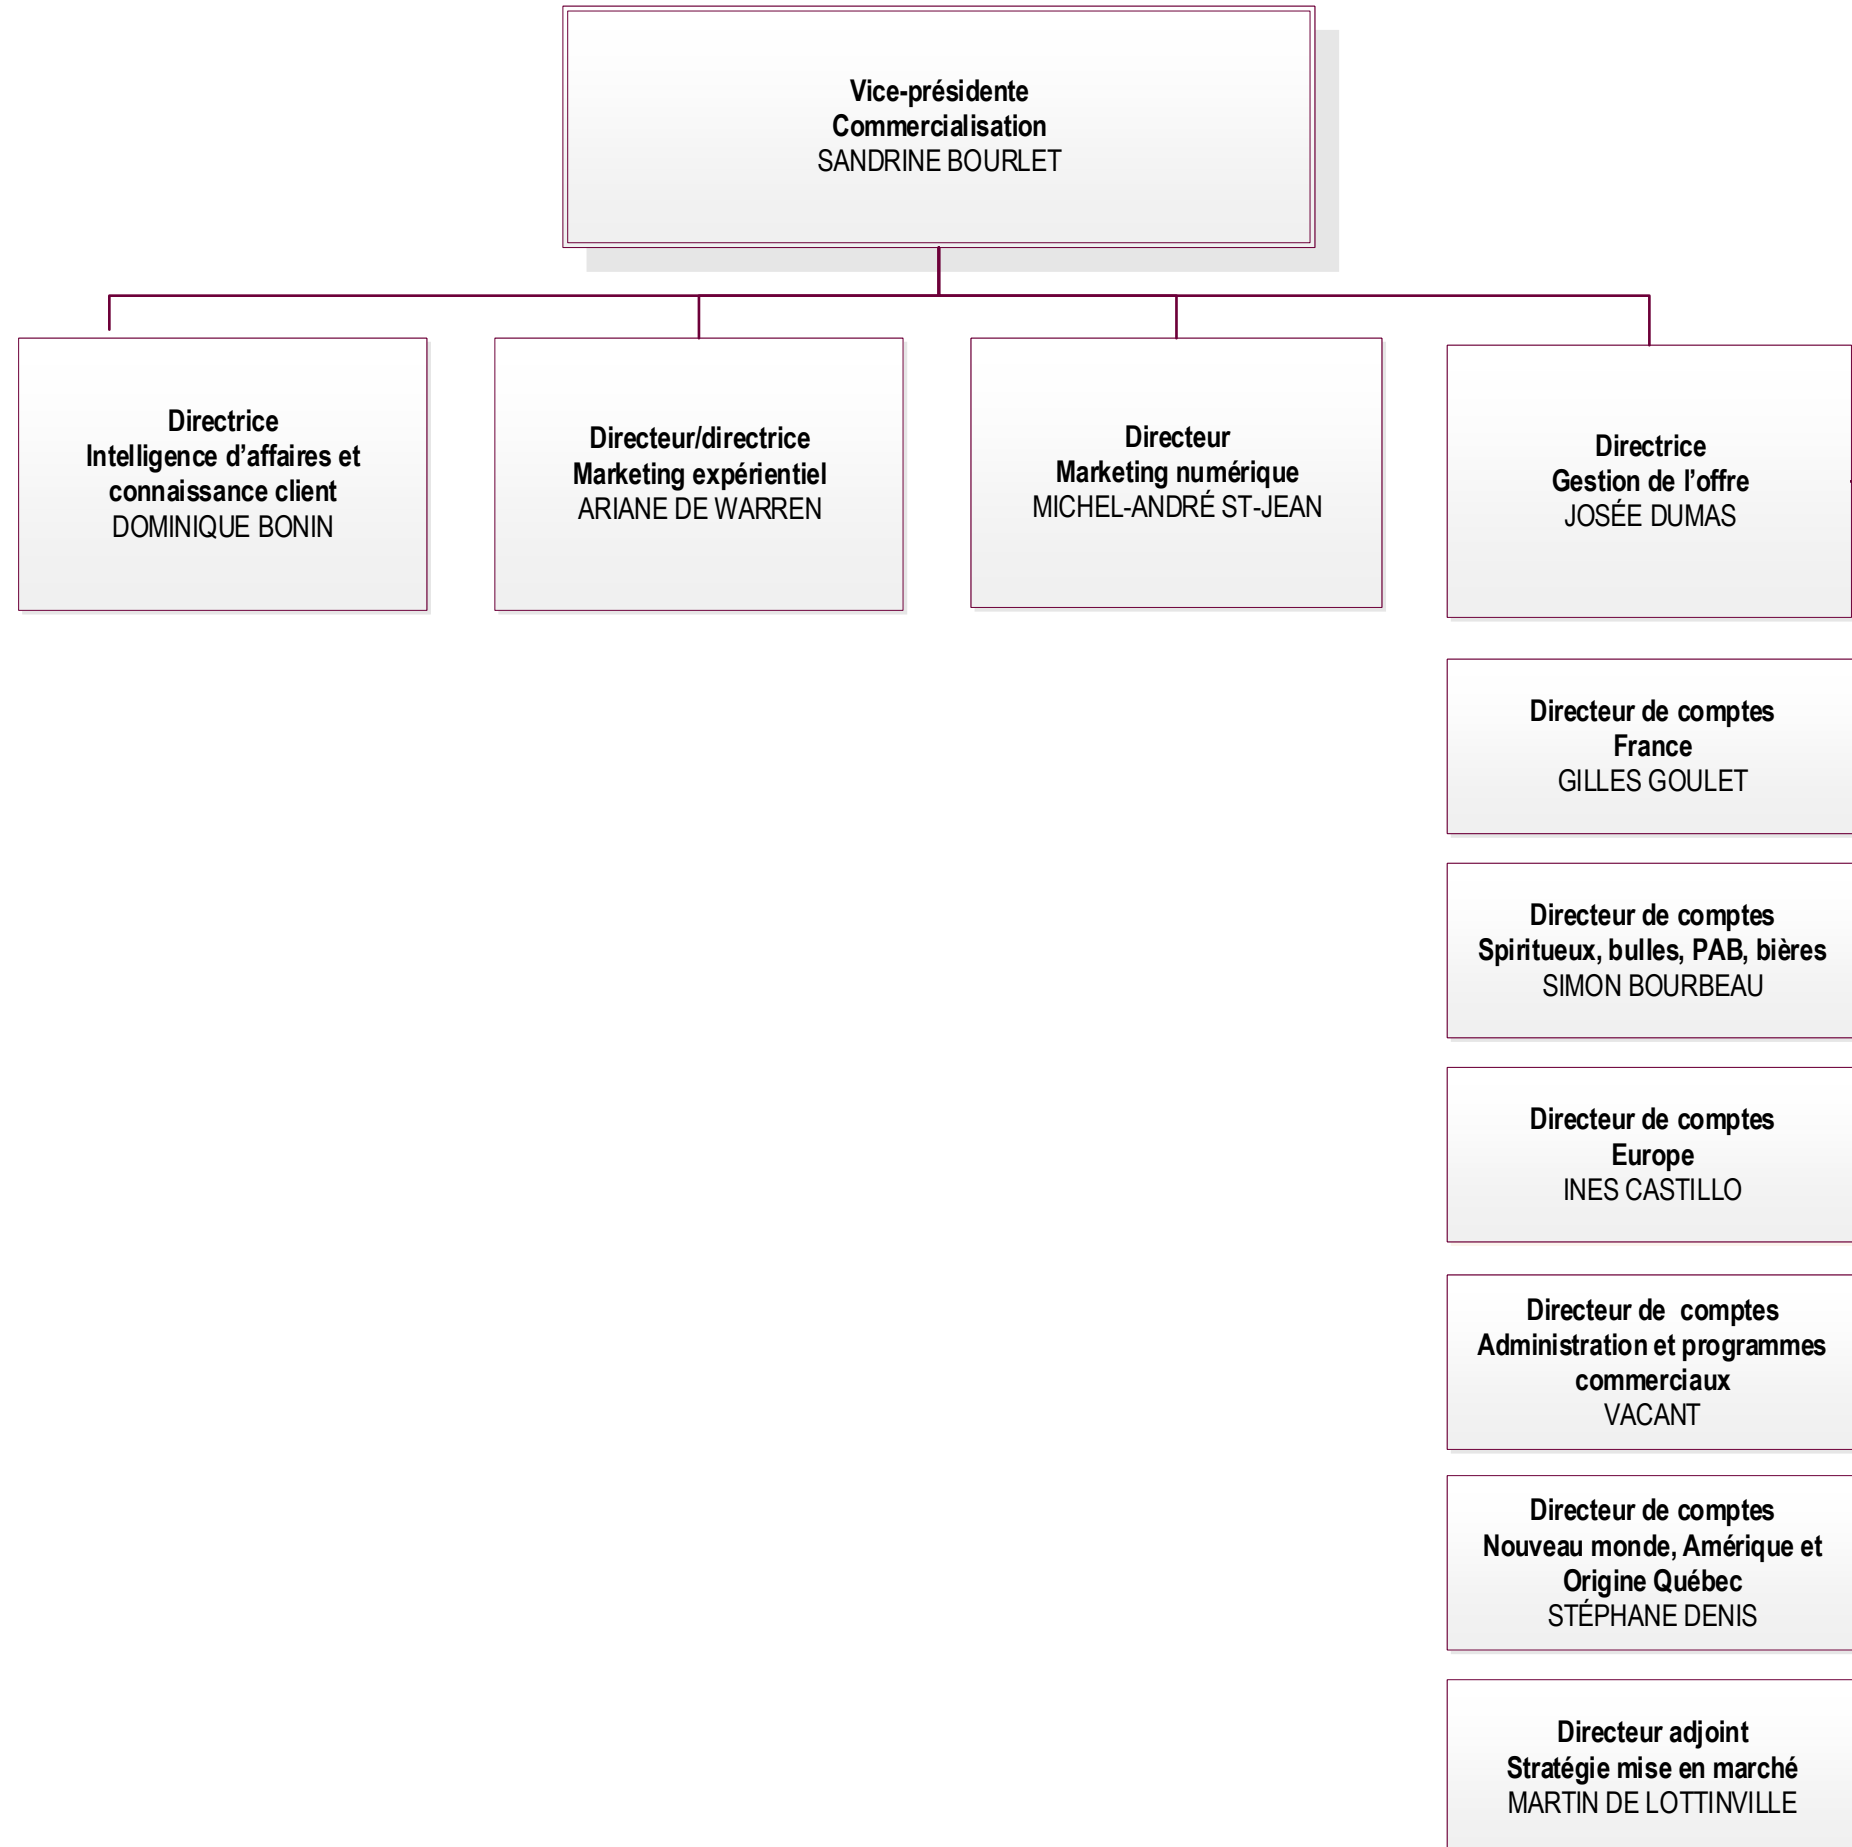 Vice-présidente
Commercialisation
SANDRINE BOURLET
Directrice
Intelligence d’affaires et
connaissance client
DOMINIQUE BONIN
Directeur/directrice
Marketing expérientiel
ARIANE DE WARREN
Directeur
Marketing numérique
MICHEL-ANDRÉ ST-JEAN
Directrice
Gestion de l’offre
JOSÉE DUMAS
Directeur de comptes
France
GILLES GOULET
Directeur de comptes
Spiritueux, bulles, PAB, bières
SIMON BOURBEAU
Directeur de comptes
Europe
INES CASTILLO
Directeur de  comptes
Administration et programmes
commerciaux
VACANT
Directeur de comptes
Nouveau monde, Amérique et
Origine Québec
STÉPHANE DENIS
Directeur adjoint
Stratégie mise en marché
MARTIN DE LOTTINVILLE